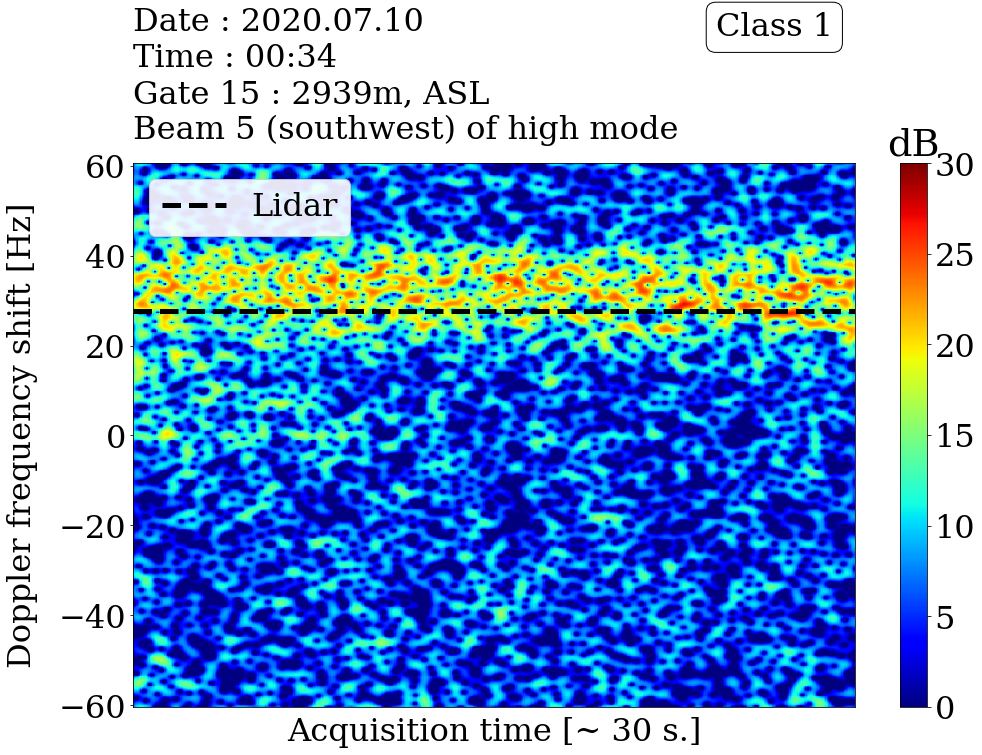 Date : 2020.07.10
Time : 00:34
Gate 15 : 2939m, ASL
Beam 5 (southwest) of high mode
Class 1
dB
Lidar
Doppler frequency shift [Hz]
60
40
20
0
−20
−40
−60
30
25
20
15
10
5
0
Acquisition time [~ 30 s.]